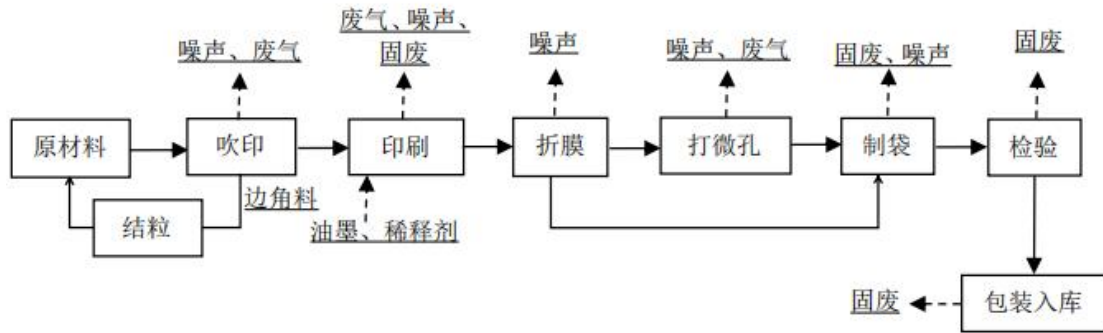 废气、噪声、
固废
噪声、废气
噪声
噪声、废气
固废、噪声
固废
原材料
吹印
印刷
折膜
打微孔
制袋
检验
边角料
结粒
油墨、稀释剂
固废
包装入库